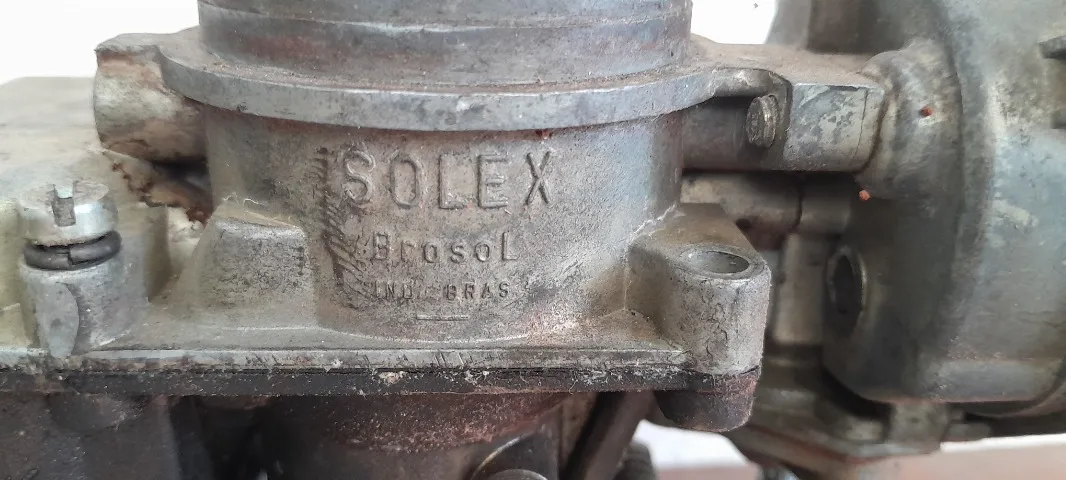 SOLEX
BrosoL
IND. BRAS